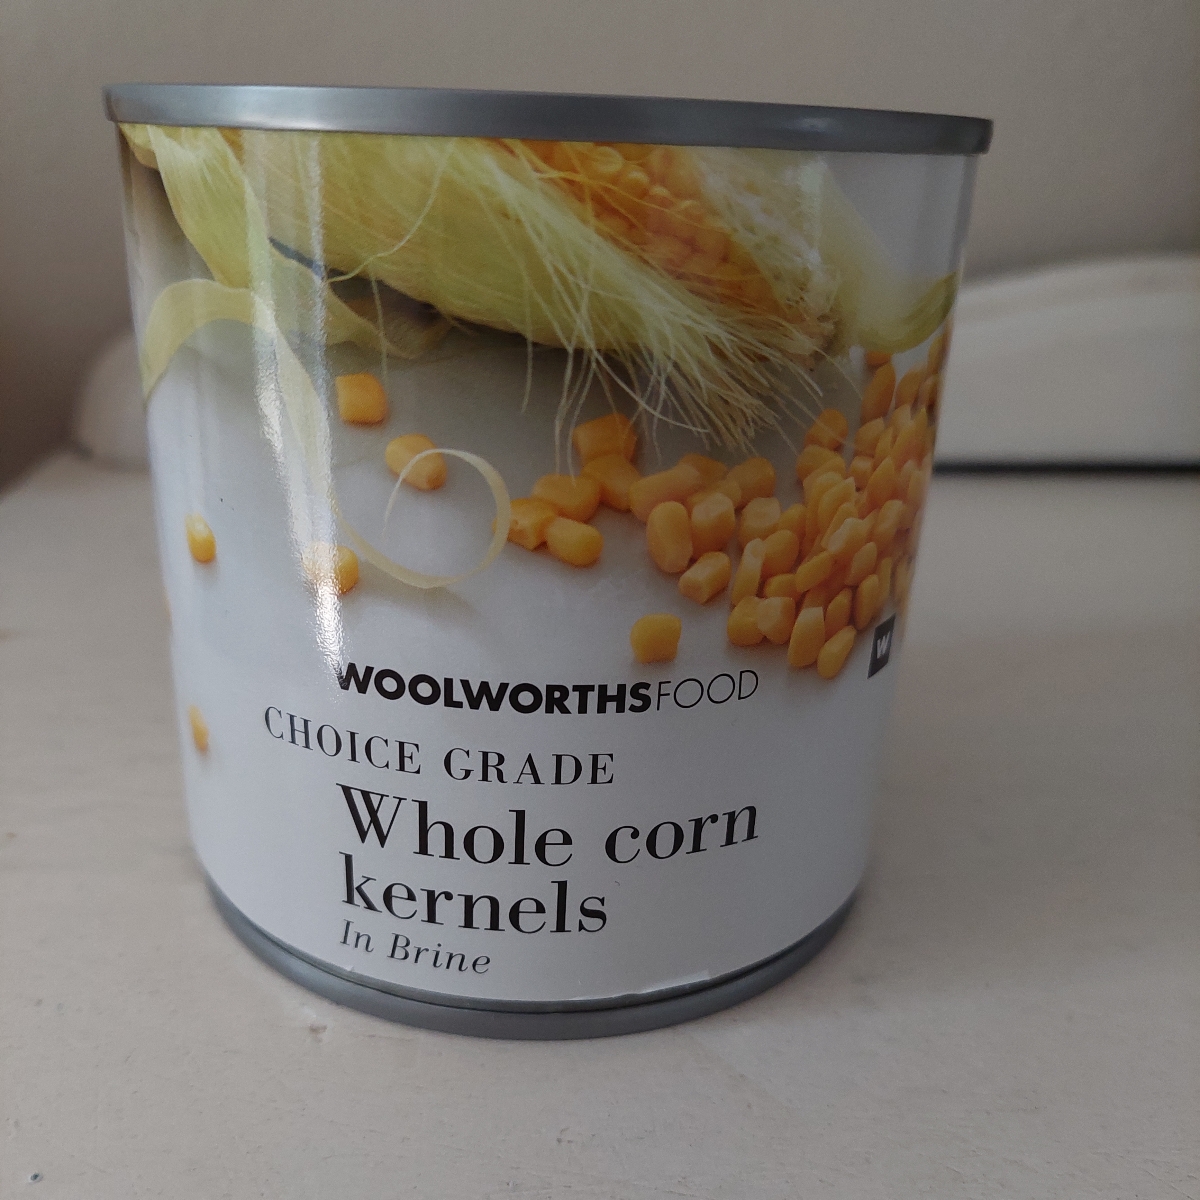 W
WOOLWORTHSFOOD
CHOICE GRADE
Whole corn
kernels
In Brine